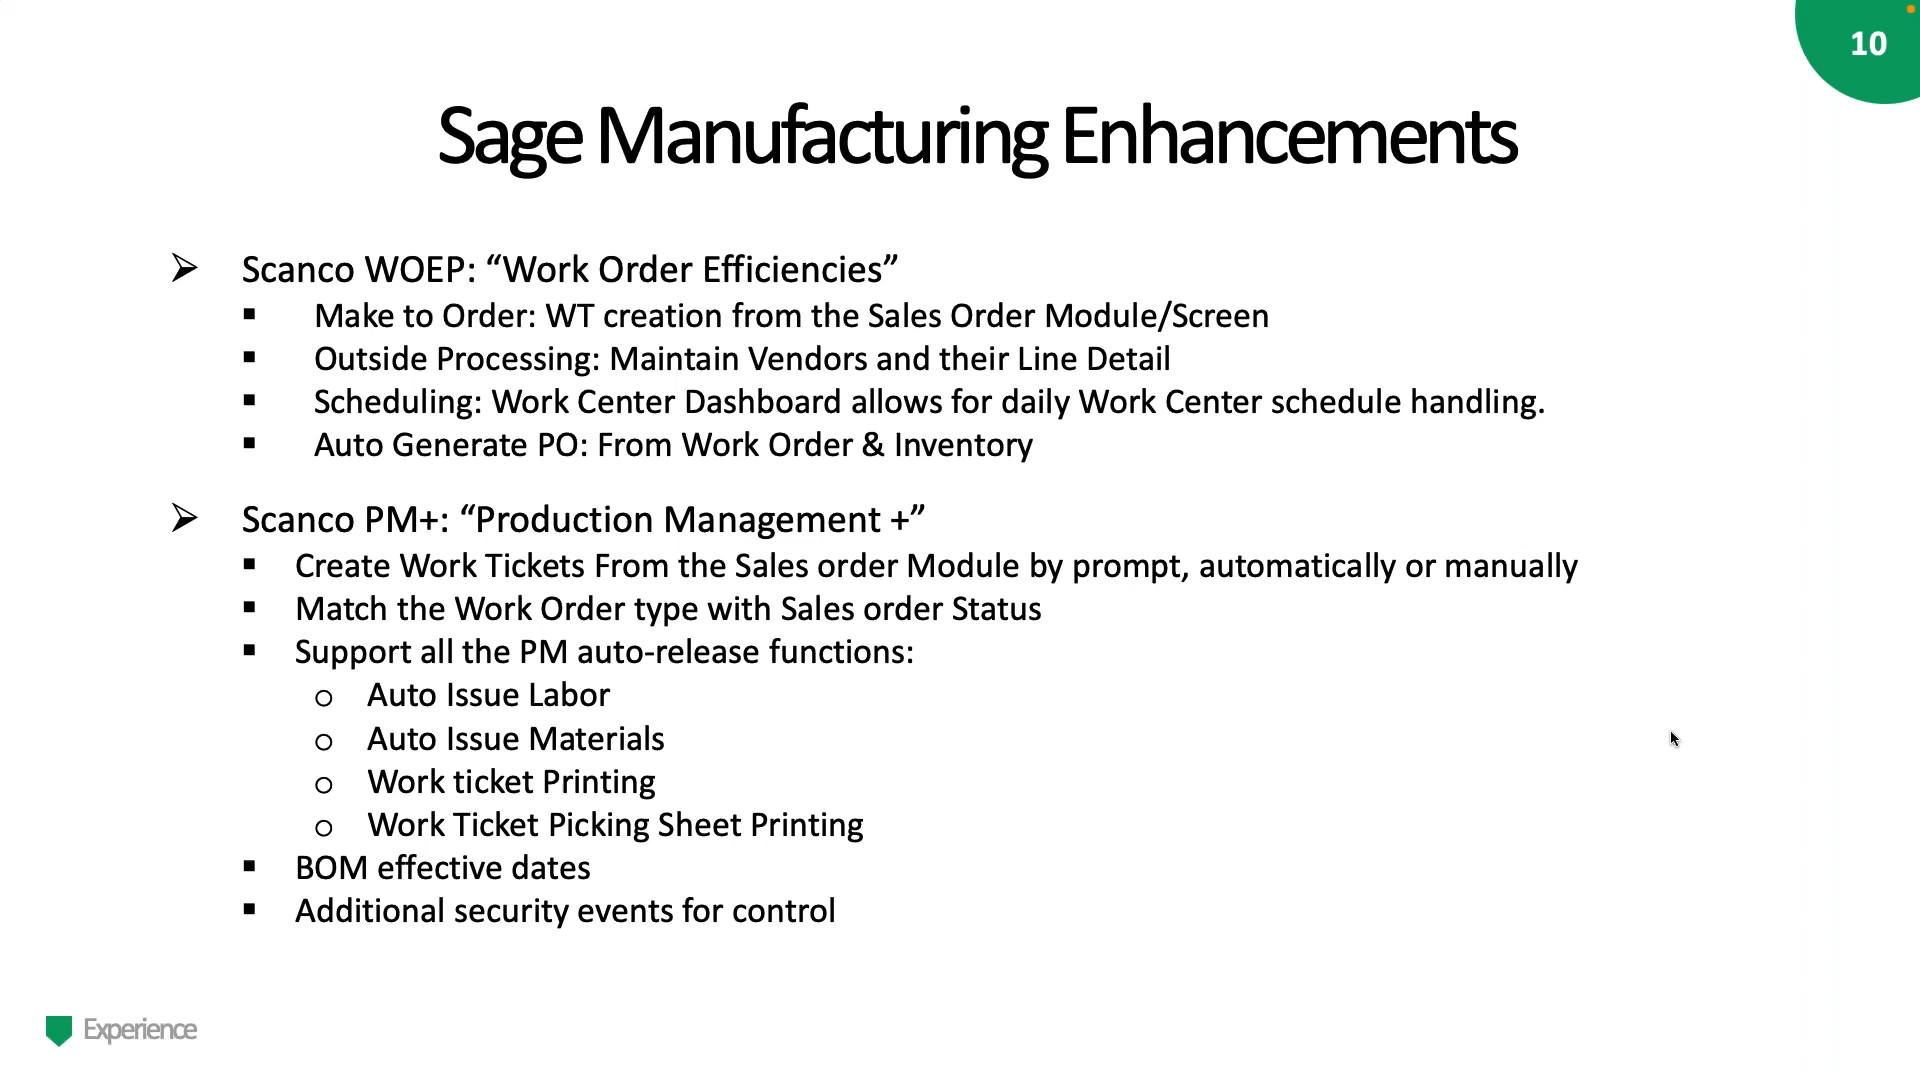 10
Sage Manufacturing Enhancements
➢ Scanco WOEP: “Work Order Efficiencies”
▪ Make to Order: WT creation from the Sales Order Module/Screen
▪ Outside Processing: Maintain Vendors and their Line Detail
▪ Scheduling: Work Center Dashboard allows for daily Work Center schedule handling.
▪ Auto Generate PO: From Work Order & Inventory
➢ Scanco PM+: “Production Management +”
▪ Create Work Tickets From the Sales order Module by prompt, automatically or manually
▪ Match the Work Order type with Sales order Status
▪ Support all the PM auto-release functions:
o Auto Issue Labor
o Auto Issue Materials
o Work ticket Printing
o Work Ticket Picking Sheet Printing
▪ BOM effective dates
▪ Additional security events for control
Experience